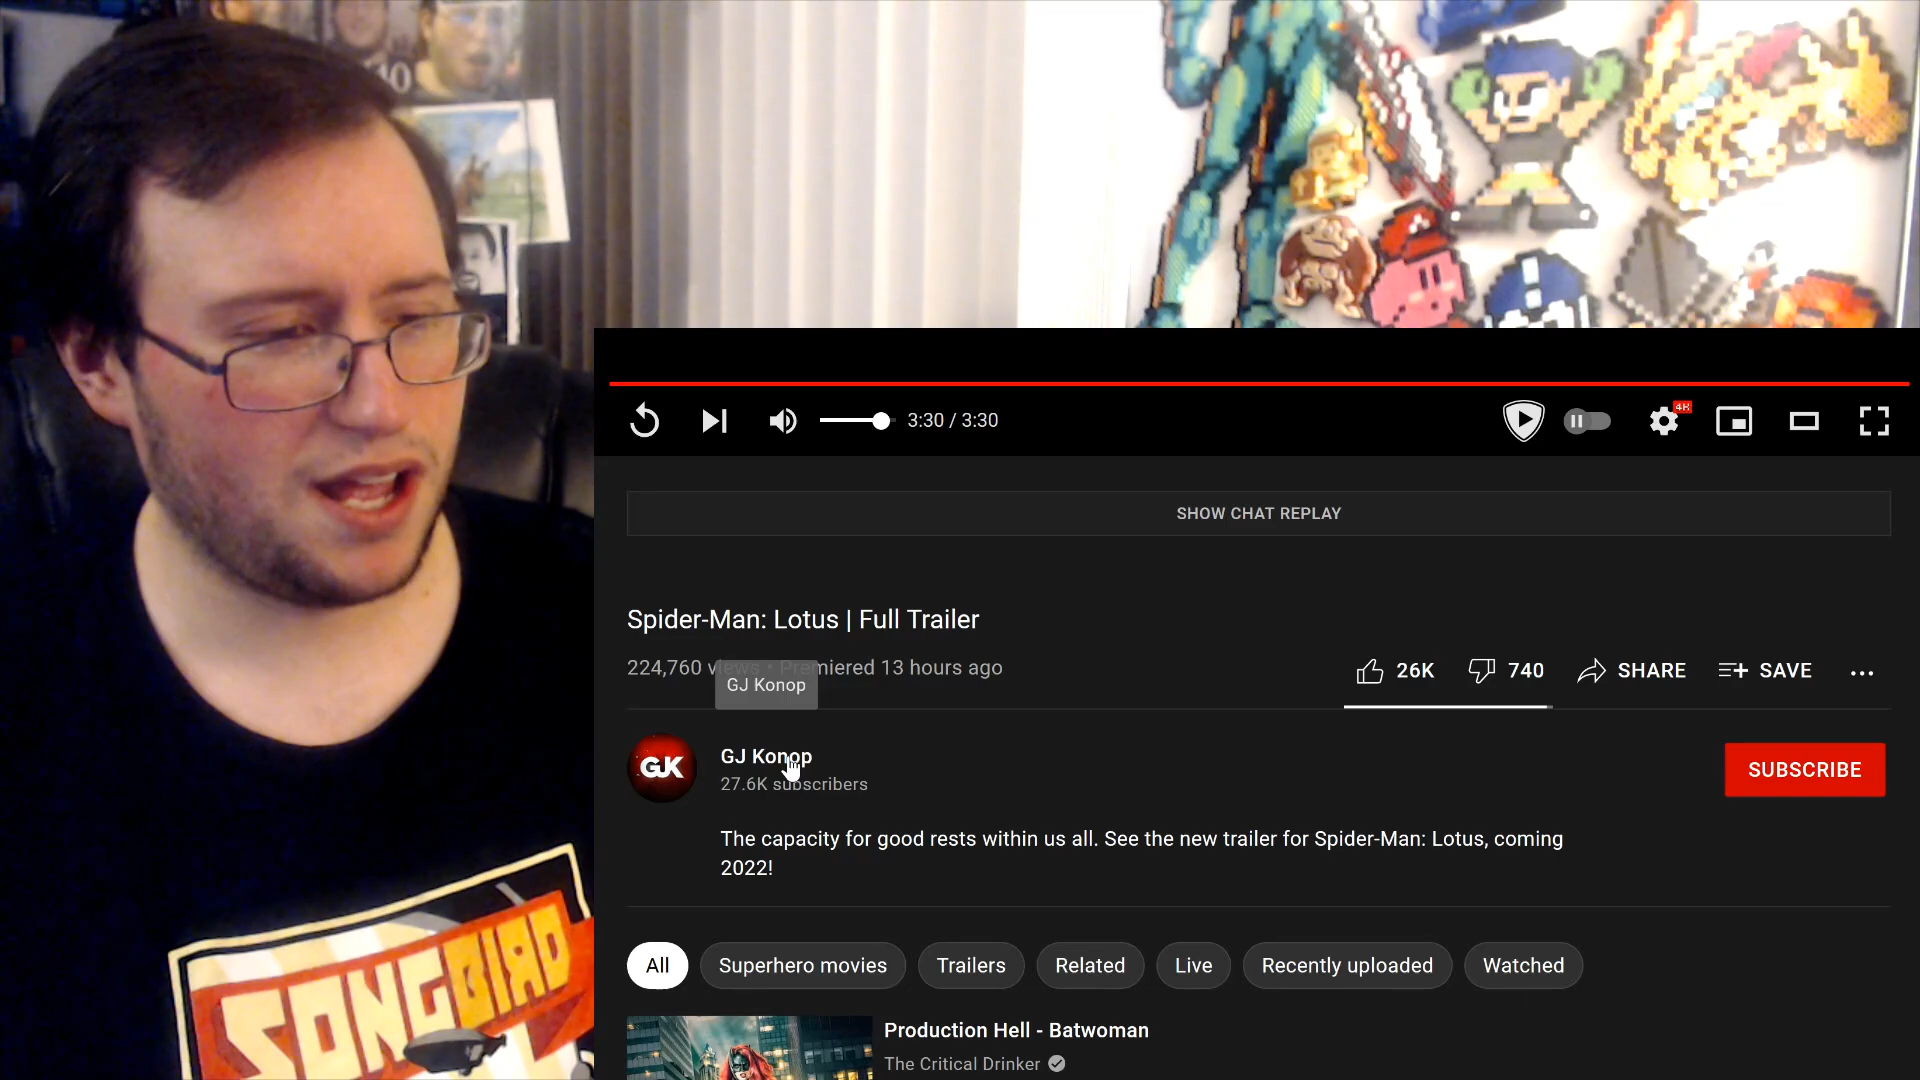 10
3:30 / 3:30
4K
SHOW CHAT REPLAY
Spider-Man: Lotus | Full Trailer
224,760 views • Premiered 13 hours ago
GJ Konop
26K
740
SHARE
SAVE
GJK
GJ Konop
27.6K subscribers
SUBSCRIBE
The capacity for good rests within us all. See the new trailer for Spider-Man: Lotus, coming
2022!
All
Superhero movies
Trailers
Related
Live
Recently uploaded
Watched
SONGBIRD
Production Hell - Batwoman
The Critical Drinker